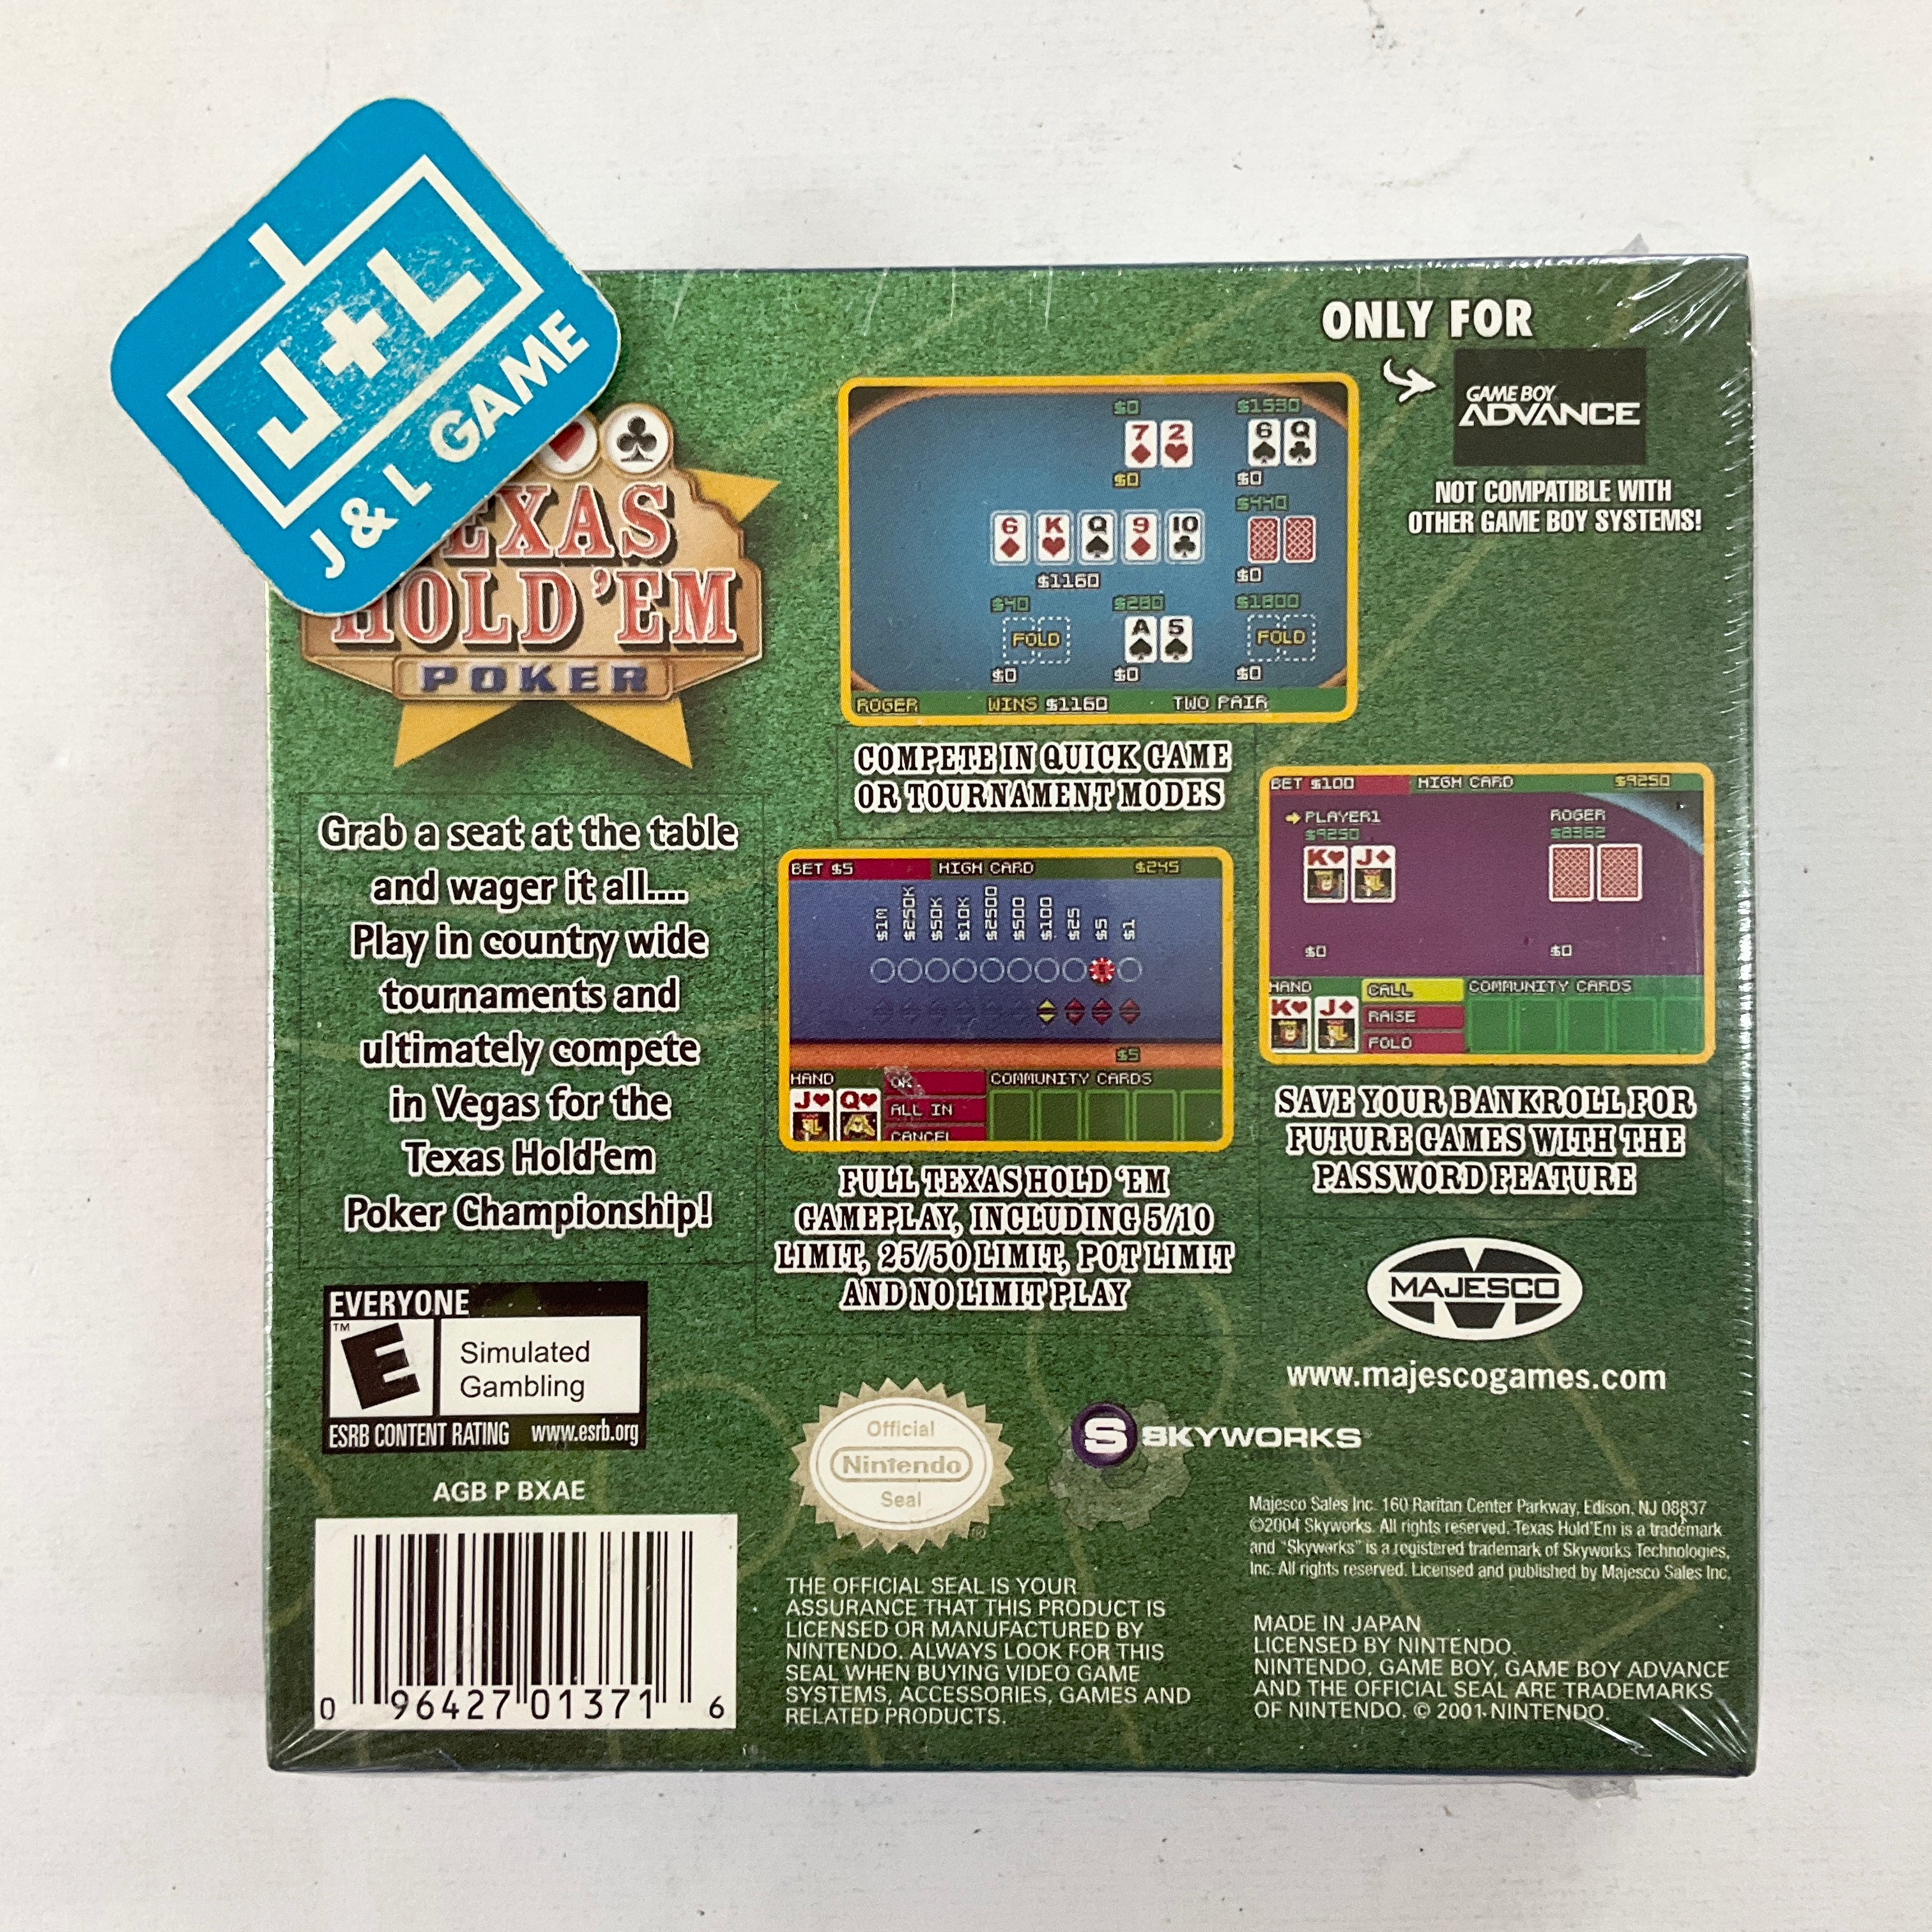 J+L
J & L GAME
EXAS
HOLD 'EM
POKER
Grab a seat at the table
and wager it all....
Play in country wide
tournaments and
ultimately compete
in Vegas for the
Texas Hold'em
Poker Championship!
ONLY FOR
GAME BOY
ADVANCE
NOT COMPATIBLE WITH
OTHER GAME BOY SYSTEMS!
$0 $1590
7 2 6 Q
$0 $0
$440
6 K Q 9 10
$0
$1160
$40 $280 $1800
FOLD A 5 FOLD
$0 $0 $0
ROGER WINS $1160 TWO PAIR
COMPETE IN QUICK GAME
OR TOURNAMENT MODES
BET $5 HIGH CARD $245
$1M $250K $50K $10K $2500 $500 $100 $25 $5 $1
$5
HAND OK COMMUNITY CARDS
J Q ALL IN
CANCEL
FULL TEXAS HOLD 'EM
GAMEPLAY, INCLUDING 5/10
LIMIT, 25/50 LIMIT, POT LIMIT
AND NO LIMIT PLAY
BET $100 HIGH CARD $9250
PLAYER1 ROGER
$9250 $8362
K J
$0 $0
HAND CALL COMMUNITY CARDS
K J RAISE
FOLD
SAVE YOUR BANKROLL FOR
FUTURE GAMES WITH THE
PASSWORD FEATURE
MAJESCO
www.majescogames.com
EVERYONE
™
E
Simulated
Gambling
ESRB CONTENT RATING www.esrb.org
AGB P BXAE
0 96427 01371 6
Official
Nintendo
Seal
®
S SKYWORKS
THE OFFICIAL SEAL IS YOUR
ASSURANCE THAT THIS PRODUCT IS
LICENSED OR MANUFACTURED BY
NINTENDO. ALWAYS LOOK FOR THIS
SEAL WHEN BUYING VIDEO GAME
SYSTEMS, ACCESSORIES, GAMES AND
RELATED PRODUCTS.
Majesco Sales Inc. 160 Raritan Center Parkway, Edison, NJ 08837
©2004 Skyworks. All rights reserved. Texas Hold'Em is a trademark
and "Skyworks" is a registered trademark of Skyworks Technologies,
Inc. All rights reserved. Licensed and published by Majesco Sales Inc.
MADE IN JAPAN
LICENSED BY NINTENDO.
NINTENDO, GAME BOY, GAME BOY ADVANCE
AND THE OFFICIAL SEAL ARE TRADEMARKS
OF NINTENDO. © 2001 NINTENDO.